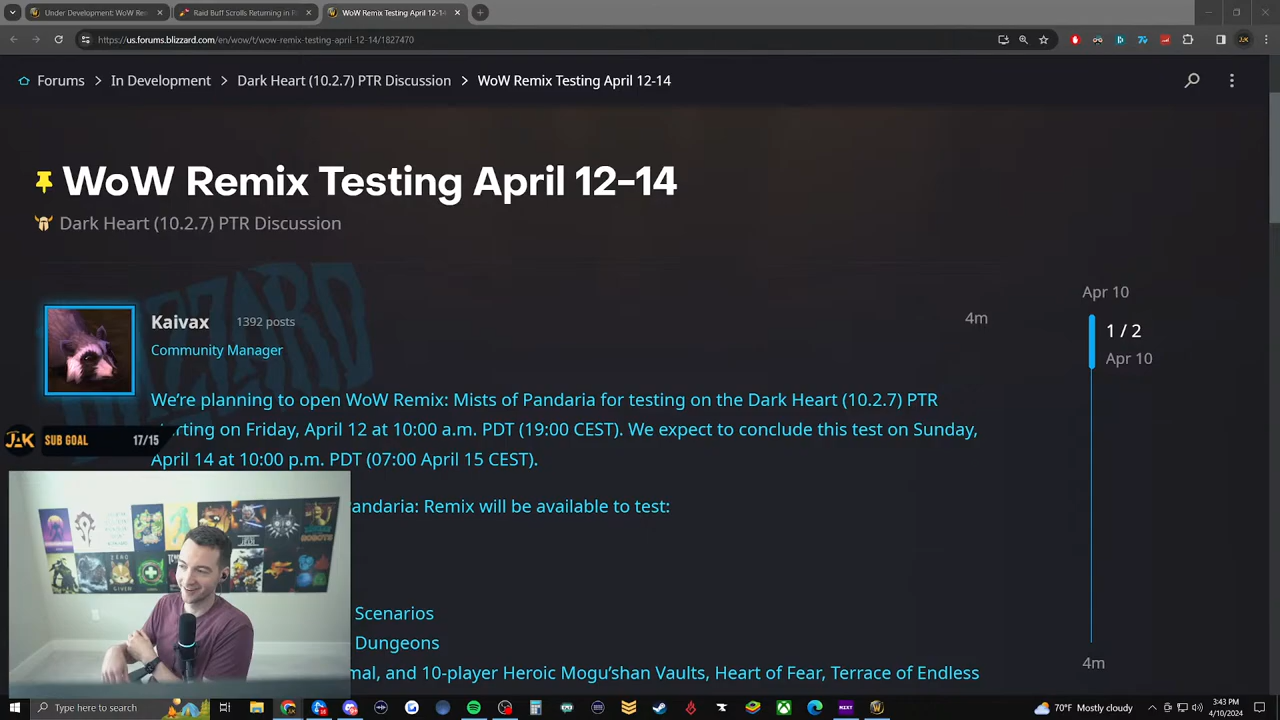 Under Development: WoW Re
Raid Buff Scrolls Returning in
WoW Remix Testing April 12-14
https://us.forums.blizzard.com/en/wow/t/wow-remix-testing-april-12-14/1827470
Forums > In Development > Dark Heart (10.2.7) PTR Discussion > WoW Remix Testing April 12-14
WoW Remix Testing April 12-14
Dark Heart (10.2.7) PTR Discussion
Apr 10
Kaivax 1392 posts
4m
1 / 2
Community Manager
Apr 10
BLIZZARD
We’re planning to open WoW Remix: Mists of Pandaria for testing on the Dark Heart (10.2.7) PTR
starting on Friday, April 12 at 10:00 a.m. PDT (19:00 CEST). We expect to conclude this test on Sunday,
JAK SUB GOAL 17/15
April 14 at 10:00 p.m. PDT (07:00 April 15 CEST).
andaria: Remix will be available to test:
Scenarios
Dungeons
4m
mal, and 10-player Heroic Mogu’shan Vaults, Heart of Fear, Terrace of Endless
Type here to search
70°F Mostly cloudy
3:43 PM
4/10/2024